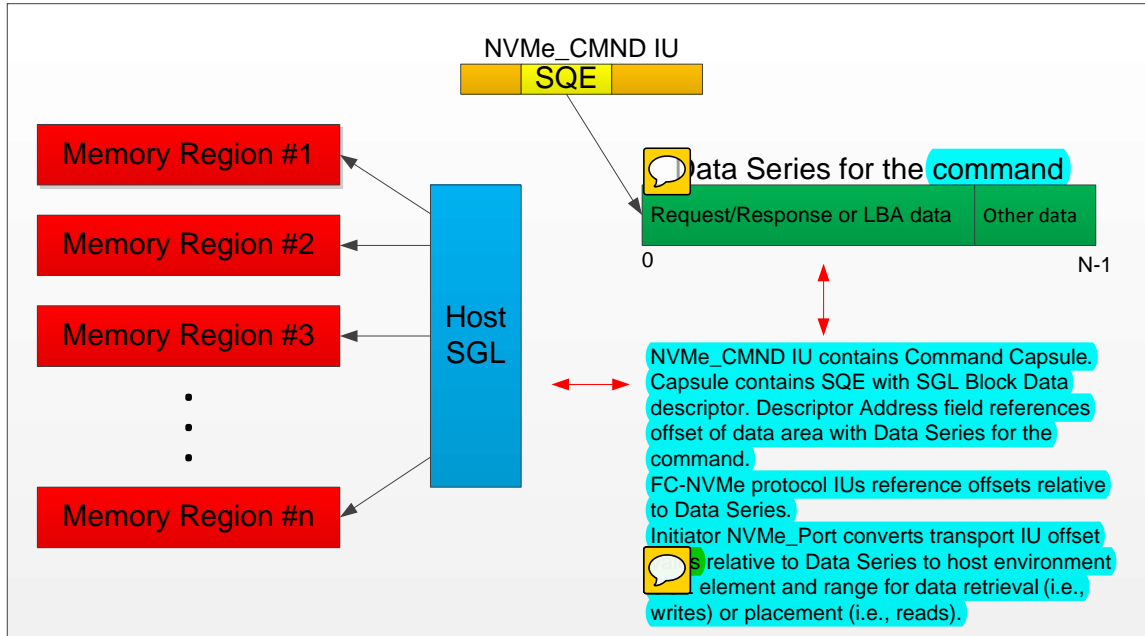 NVMe_CMND IU
SQE
Memory Region #1
Memory Region #2
Memory Region #3
Memory Region #n
Host
SGL
Data Series for the command
Request/Response or LBA data
Other data
0
N-1
NVMe_CMND IU contains Command Capsule.
Capsule contains SQE with SGL Block Data
descriptor. Descriptor Address field references
offset of data area with Data Series for the
command.
FC-NVMe protocol IUs reference offsets relative
to Data Series.
Initiator NVMe_Port converts transport IU offset
relative to Data Series to host environment
element and range for data retrieval (i.e.,
writes) or placement (i.e., reads).